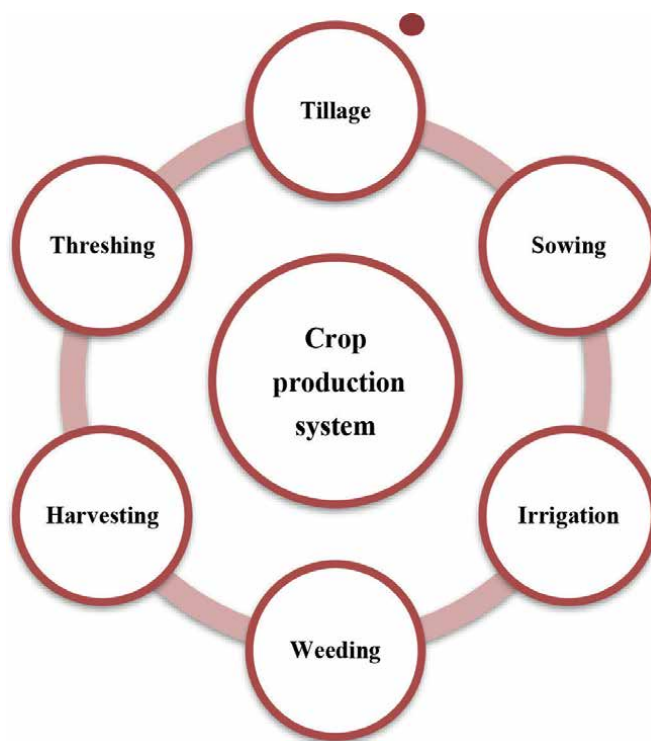 Tillage
Sowing
Irrigation
Weeding
Harvesting
Threshing
Crop
production
system